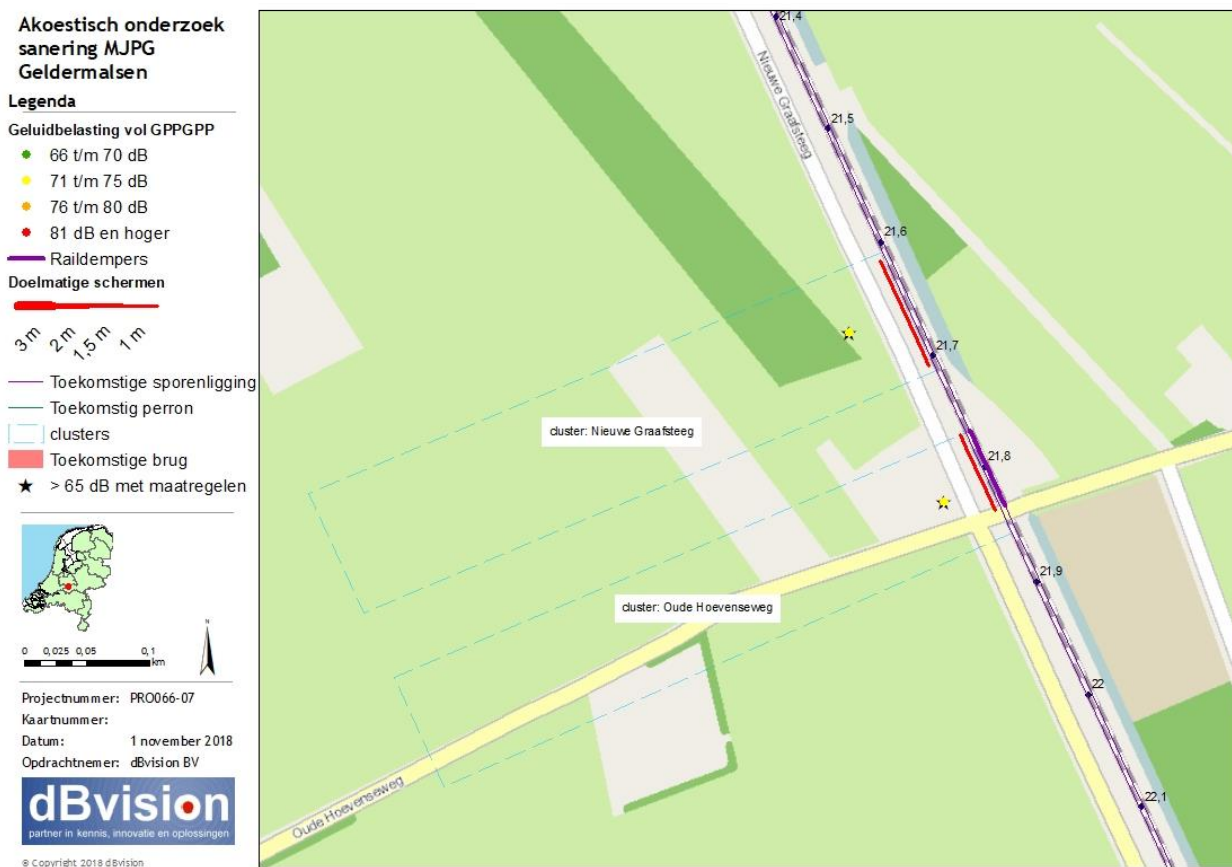 Akoestisch onderzoek
sanering MJPG
Geldermalsen
Legenda
Geluidbelasting vol GPPGPP
66 t/m 70 dB
71 t/m 75 dB
76 t/m 80 dB
81 dB en hoger
Raildempers
Doelmatige schermen
3 m 2 m 1,5 m 1 m
Toekomstige sporenligging
Toekomstig perron
clusters
Toekomstige brug
> 65 dB met maatregelen
N
0 0,025 0,05 0,1
km
Projectnummer: PRO066-07
Kaartnummer:
Datum: 1 november 2018
Opdrachtnemer: dBvision BV
dBvision
partner in kennis, innovatie en oplossingen
© Copyright 2018 dBvision
21,4
Nieuwe Graafsteeg
21,5
21,6
21,7
cluster: Nieuwe Graafsteeg
21,8
21,9
cluster: Oude Hoevenseweg
22
Oude Hoevenseweg
22,1